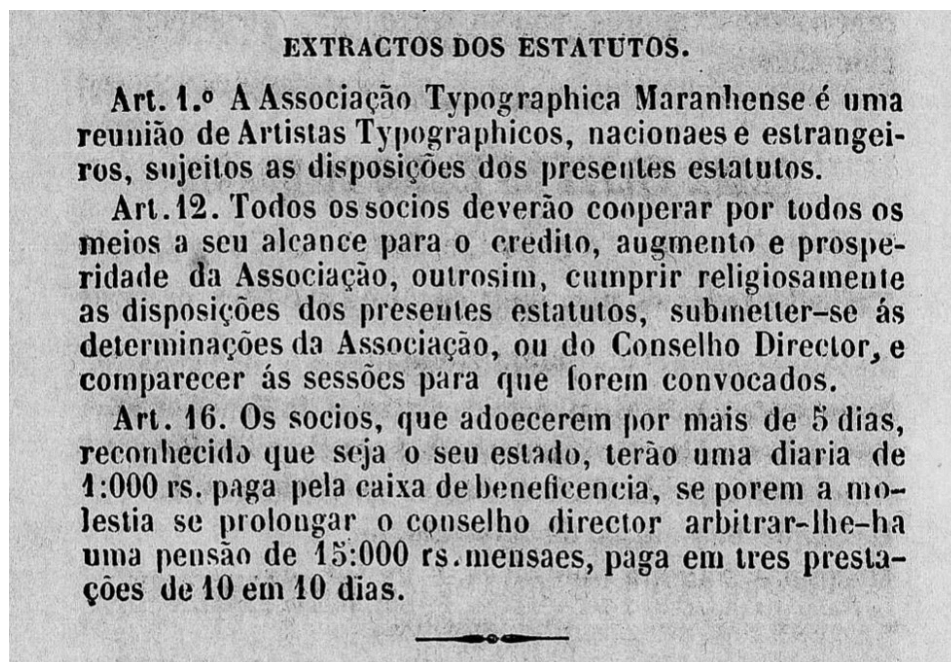 EXTRACTOS DOS ESTATUTOS.
Art. 1.º A Associação Typographica Maranhense é uma
reunião de Artistas Typographicos, nacionaes e estrangei-
ros, sujeitos as disposições dos presentes estatutos.
Art. 12. Todos os socios deverão cooperar por todos os
meios a seu alcance para o credito, augmento e prospe-
ridade da Associação, outrosim, cumprir religiosamente
as disposições dos presentes estatutos, submetter-se ás
determinações da Associação, ou do Conselho Director, e
comparecer ás sessões para que forem convocados.
Art. 16. Os socios, que adoecerem por mais de 5 dias,
reconhecido que seja o seu estado, terão uma diaria de
1:000 rs. paga pela caixa de beneficencia, se porem a mo-
lestia se prolongar o conselho director arbitrar-lhe-ha
uma pensão de 15:000 rs. mensaes, paga em tres presta-
ções de 10 em 10 dias.